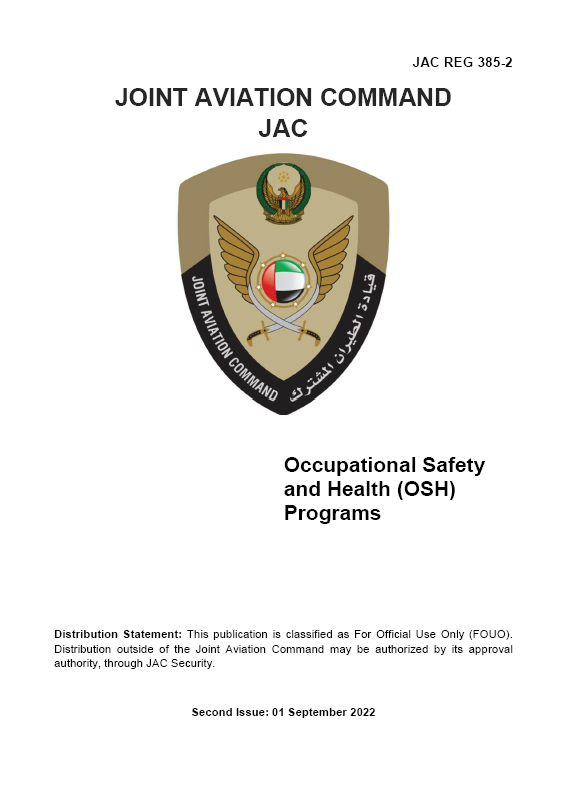 JAC REG 385-2
JOINT AVIATION COMMAND
JAC
JOINT AVIATION COMMAND
قيادة الطيران المشترك
Occupational Safety
and Health (OSH)
Programs
Distribution Statement: This publication is classified as For Official Use Only (FOUO).
Distribution outside of the Joint Aviation Command may be authorized by its approval
authority, through JAC Security.
Second Issue: 01 September 2022